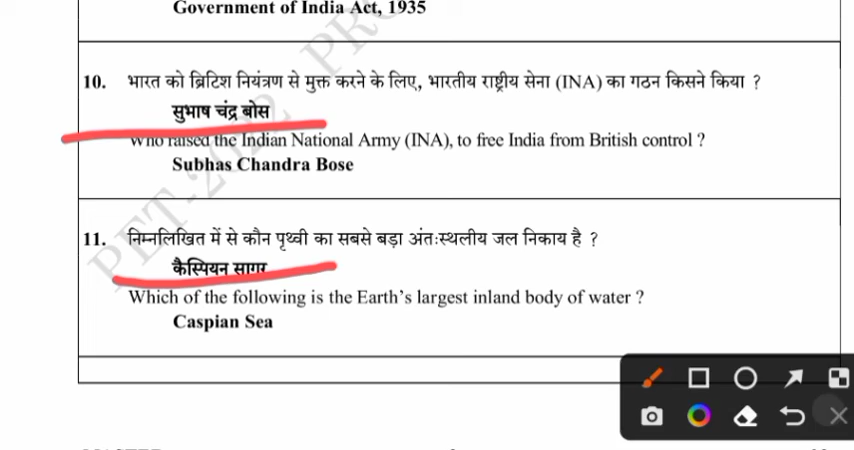 Government of India Act, 1935
10. भारत को ब्रिटिश नियंत्रण से मुक्त करने के लिए, भारतीय राष्ट्रीय सेना (INA) का गठन किसने किया ?
सुभाष चंद्र बोस
Who raised the Indian National Army (INA), to free India from British control ?
Subhas Chandra Bose
11. निम्नलिखित में से कौन पृथ्वी का सबसे बड़ा अंतःस्थलीय जल निकाय है ?
कैस्पियन सागर
Which of the following is the Earth's largest inland body of water ?
Caspian Sea